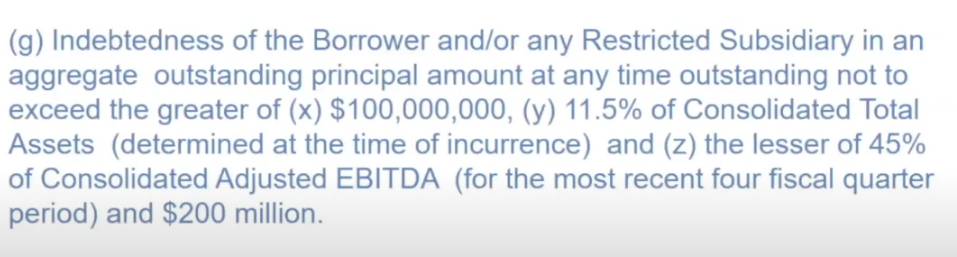 (g) Indebtedness of the Borrower and/or any Restricted Subsidiary in an
aggregate outstanding principal amount at any time outstanding not to
exceed the greater of (x) $100,000,000, (y) 11.5% of Consolidated Total
Assets (determined at the time of incurrence) and (z) the lesser of 45%
of Consolidated Adjusted EBITDA (for the most recent four fiscal quarter
period) and $200 million.